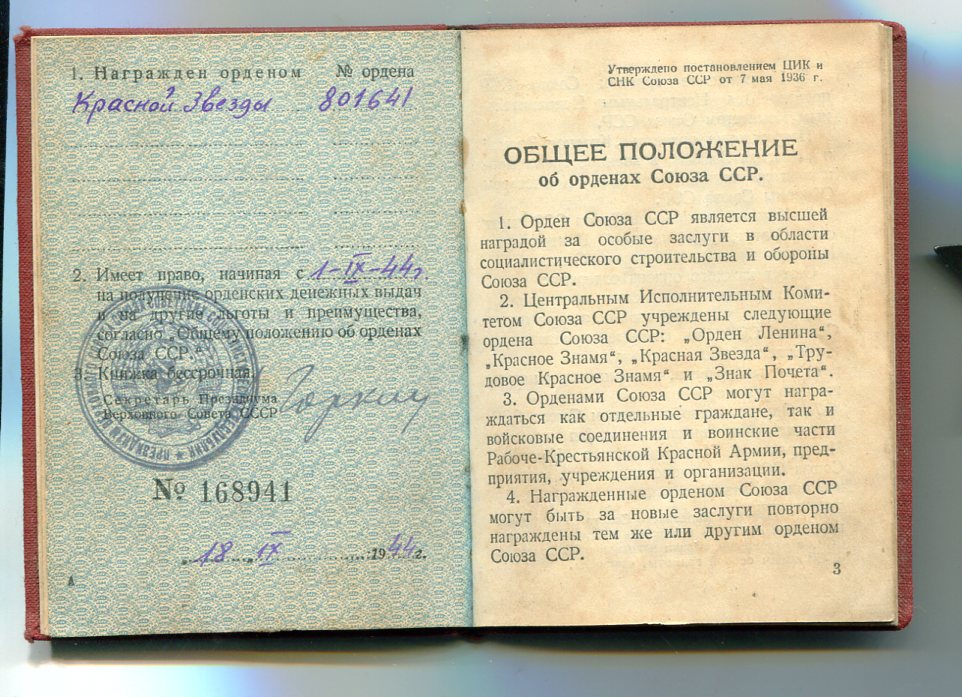 1. Награжден орденом № ордена
Красной Звезды 801641
2. Имеет право, начиная с 1-IX-44г
на получение орденских денежных выдач
и на другие льготы и преимущества,
согласно „Общему положению об орденах
Союза ССР.“
3. Книжка бессрочная.
Секретарь Президиума
Верховного Совета СССР
Горкин
№ 168941
„18„ IX 1944 г.
А
Утверждено постановлением ЦИК и
СНК Союза ССР от 7 мая 1936 г.
ОБЩЕЕ ПОЛОЖЕНИЕ
об орденах Союза ССР.
1. Орден Союза ССР является высшей
наградой за особые заслуги в области
социалистического строительства и обороны
Союза ССР.
2. Центральным Исполнительным Коми-
тетом Союза ССР учреждены следующие
ордена Союза ССР: „Орден Ленина“,
„Красное Знамя“, „Красная Звезда“, „Тру-
довое Красное Знамя“ и „Знак Почета“.
3. Орденами Союза ССР могут награ-
ждаться как отдельные граждане, так и
войсковые соединения и воинские части
Рабоче-Крестьянской Красной Армии, пред-
приятия, учреждения и организации.
4. Награжденные орденом Союза ССР
могут быть за новые заслуги повторно
награждены тем же или другим орденом
Союза ССР.
3